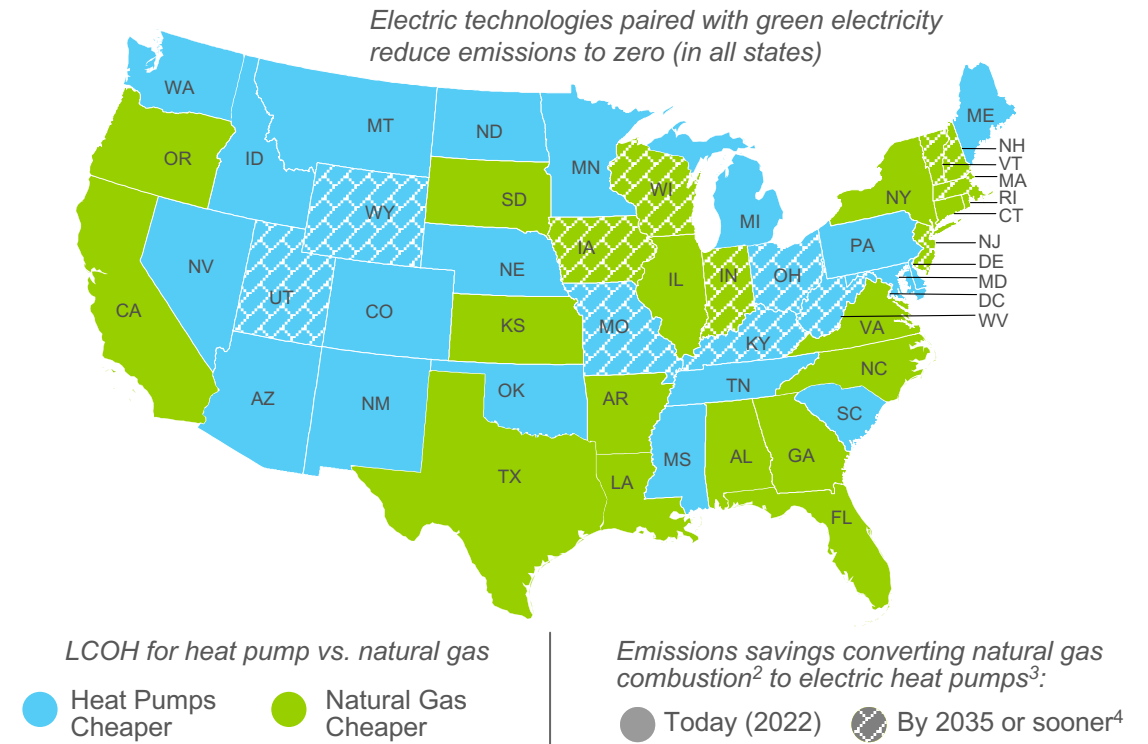 Electric technologies paired with green electricity
reduce emissions to zero (in all states)
WA
MT
ND
MN
ME
OR
ID
NH
VT
MA
RI
CT
WY
SD
WI
MI
NY
NV
UT
CO
NE
IA
IL
IN
OH
PA
NJ
DE
MD
DC
WV
CA
KS
MO
KY
VA
AZ
NM
OK
AR
TN
NC
SC
TX
LA
MS
AL
GA
FL
LCOH for heat pump vs. natural gas
Heat Pumps
Cheaper
Natural Gas
Cheaper
Emissions savings converting natural gas
combustion² to electric heat pumps³:
Today (2022)
By 2035 or sooner⁴